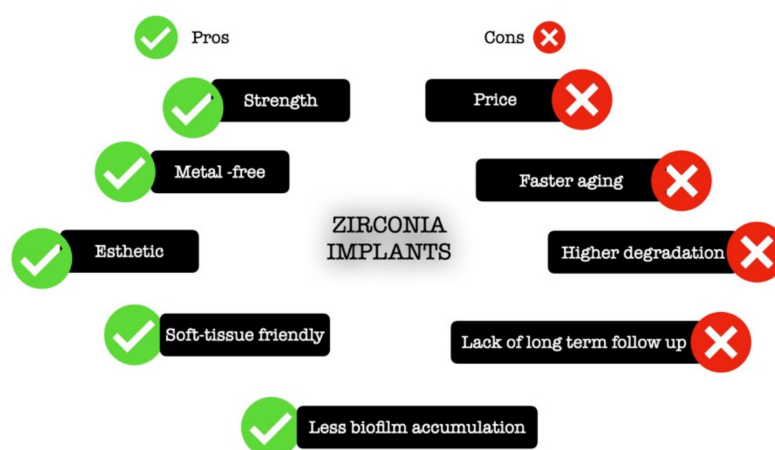 Pros
Cons
Strength
Price
Metal -free
Faster aging
ZIRCONIA
IMPLANTS
Esthetic
Higher degradation
Soft-tissue friendly
Lack of long term follow up
Less biofilm accumulation